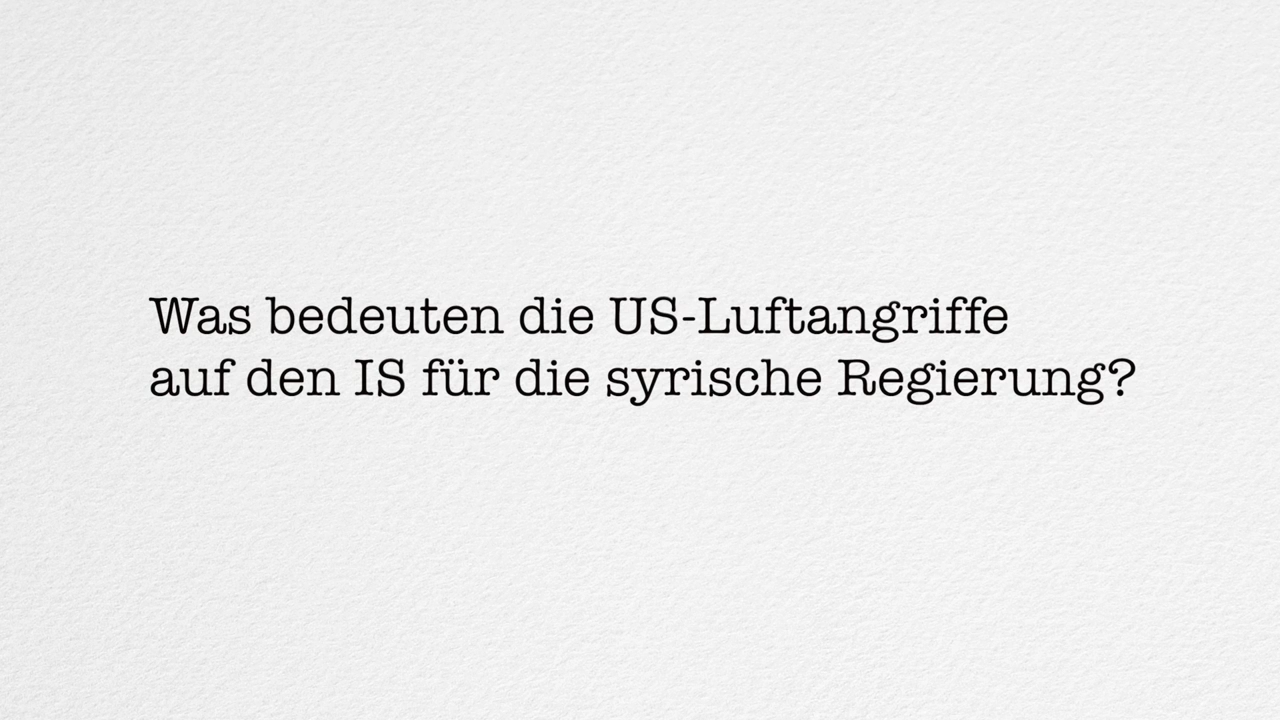 Was bedeuten die US-Luftangriffe
auf den IS für die syrische Regierung?